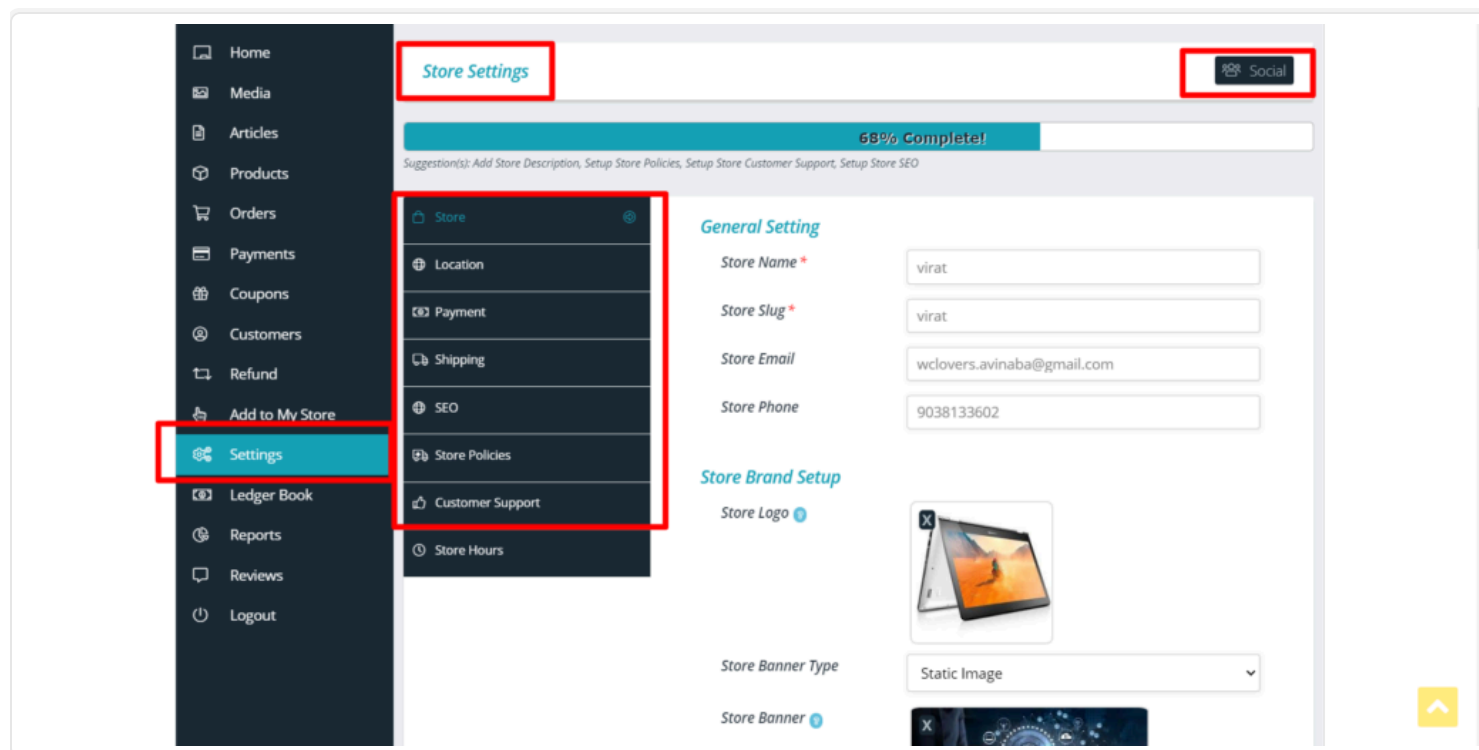 Home
Media
Articles
Products
Orders
Payments
Coupons
Customers
Refund
Add to My Store
Settings
Ledger Book
Reports
Reviews
Logout
Store Settings
Social
68% Complete!
Suggestion(s): Add Store Description, Setup Store Policies, Setup Store Customer Support, Setup Store SEO
Store
Location
Payment
Shipping
SEO
Store Policies
Customer Support
Store Hours
General Setting
Store Name *
virat
Store Slug *
virat
Store Email
wclovers.avinaba@gmail.com
Store Phone
9038133602
Store Brand Setup
Store Logo
X
Store Banner Type
Static Image
Store Banner
X